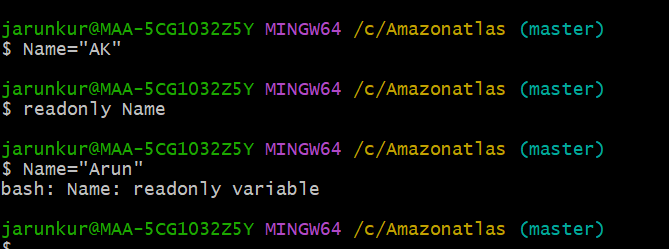 jarunkur@MAA-5CG1032Z5Y MINGW64 /c/Amazonatlas (master)
$ Name="AK"
jarunkur@MAA-5CG1032Z5Y MINGW64 /c/Amazonatlas (master)
$ readonly Name
jarunkur@MAA-5CG1032Z5Y MINGW64 /c/Amazonatlas (master)
$ Name="Arun"
bash: Name: readonly variable
jarunkur@MAA-5CG1032Z5Y MINGW64 /c/Amazonatlas (master)
$